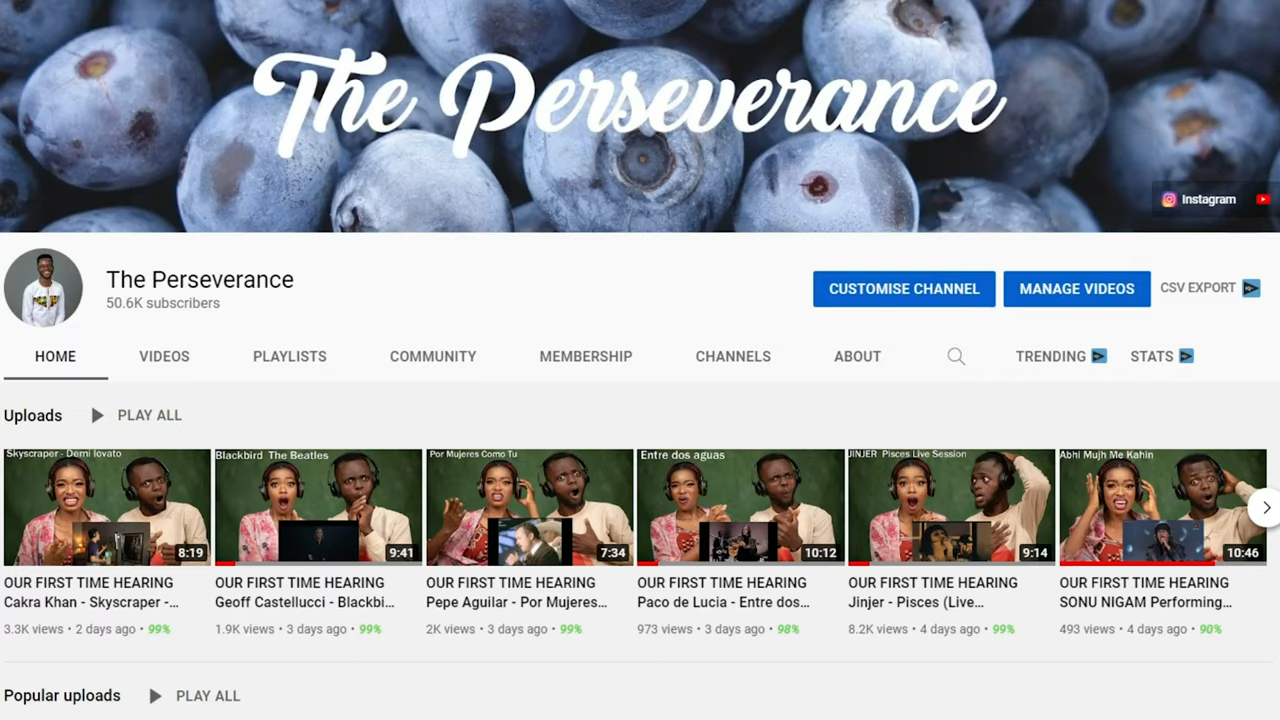 The Perseverance
Instagram
The Perseverance
50.6K subscribers
CUSTOMISE CHANNEL
MANAGE VIDEOS
CSV EXPORT
HOME
VIDEOS
PLAYLISTS
COMMUNITY
MEMBERSHIP
CHANNELS
ABOUT
TRENDING
STATS
Uploads
PLAY ALL
Skyscraper - Demi lovato
8:19
OUR FIRST TIME HEARING
Cakra Khan - Skyscraper -...
3.3K views • 2 days ago • 99%
Blackbird The Beatles
9:41
OUR FIRST TIME HEARING
Geoff Castellucci - Blackbi...
1.9K views • 3 days ago • 99%
Por Mujeres Como Tu
7:34
OUR FIRST TIME HEARING
Pepe Aguilar - Por Mujeres...
2K views • 3 days ago • 99%
Entre dos aguas
10:12
OUR FIRST TIME HEARING
Paco de Lucia - Entre dos...
973 views • 3 days ago • 98%
JINJER Pisces Live Session
9:14
OUR FIRST TIME HEARING
Jinjer - Pisces (Live...
8.2K views • 4 days ago • 99%
Abhi Mujh Me Kahin
10:46
OUR FIRST TIME HEARING
SONU NIGAM Performing...
493 views • 4 days ago • 90%
Popular uploads
PLAY ALL